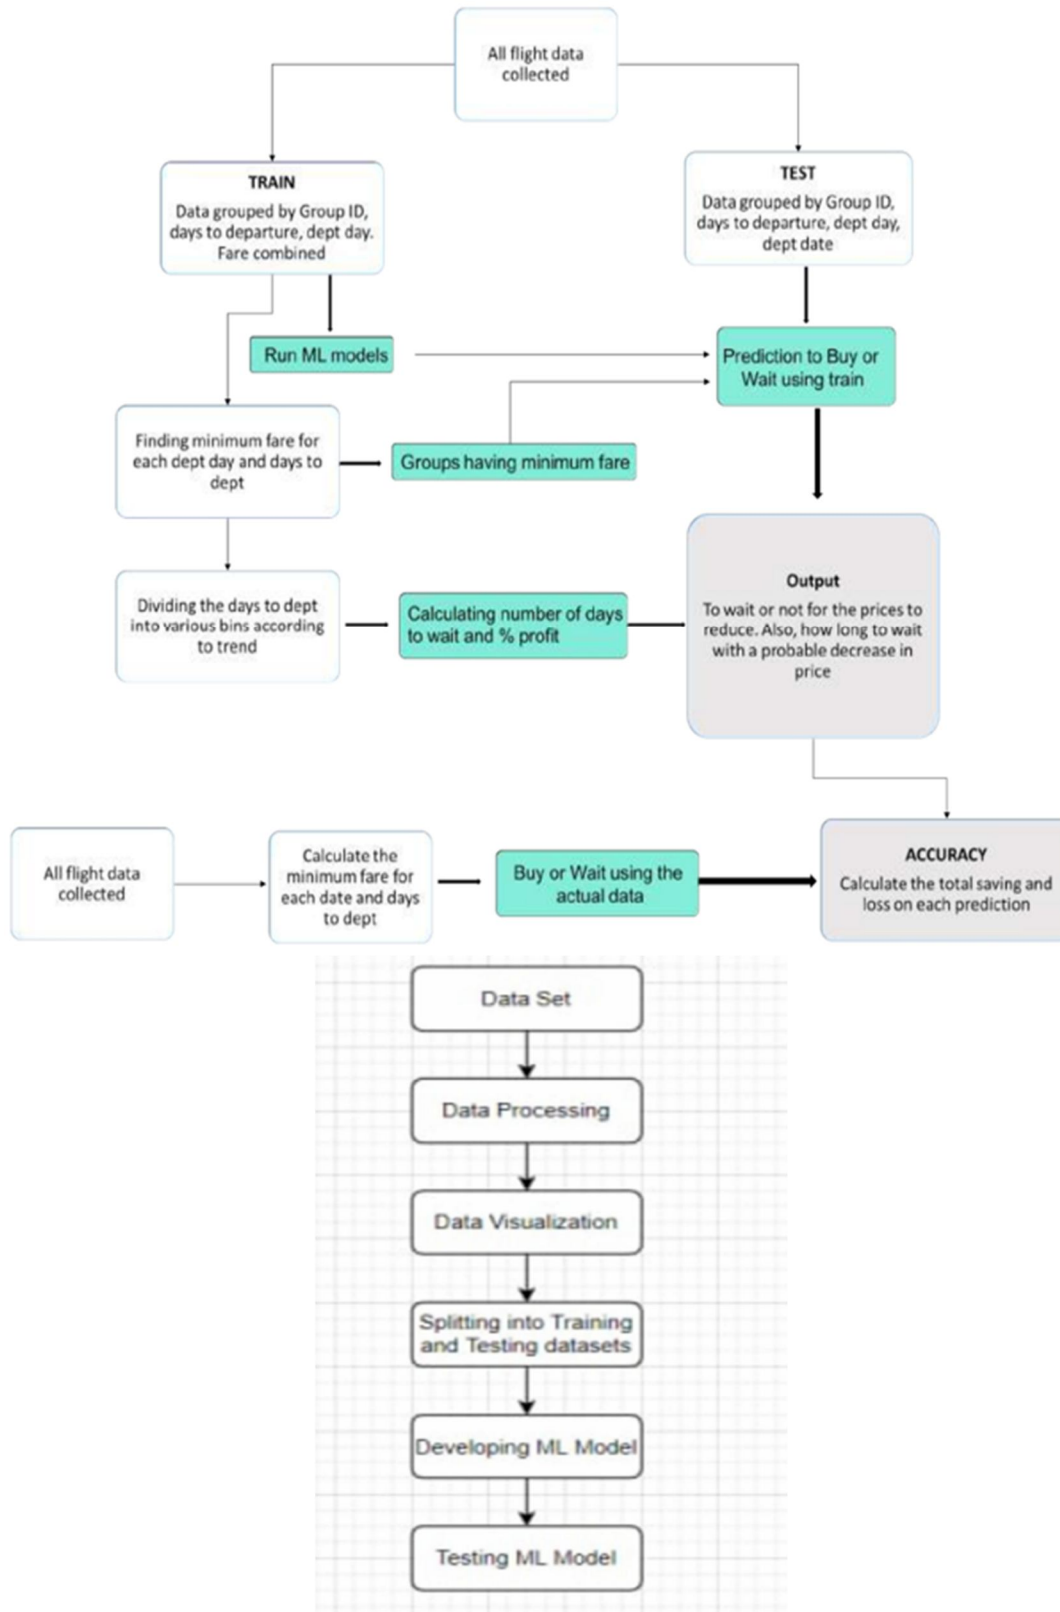 All flight data
collected
TRAIN
Data grouped by Group ID,
days to departure, dept day.
Fare combined
TEST
Data grouped by Group ID,
days to departure, dept day,
dept date
Run ML models
Prediction to Buy or
Wait using train
Finding minimum fare for
each dept day and days to
dept
Groups having minimum fare
Dividing the days to dept
into various bins according
to trend
Calculating number of days
to wait and % profit
Output
To wait or not for the prices to
reduce. Also, how long to wait
with a probable decrease in
price
All flight data
collected
Calculate the
minimum fare for
each date and days
to dept
Buy or Wait using the
actual data
ACCURACY
Calculate the total saving and
loss on each prediction
Data Set
Data Processing
Data Visualization
Splitting into Training
and Testing datasets
Developing ML Model
Testing ML Model